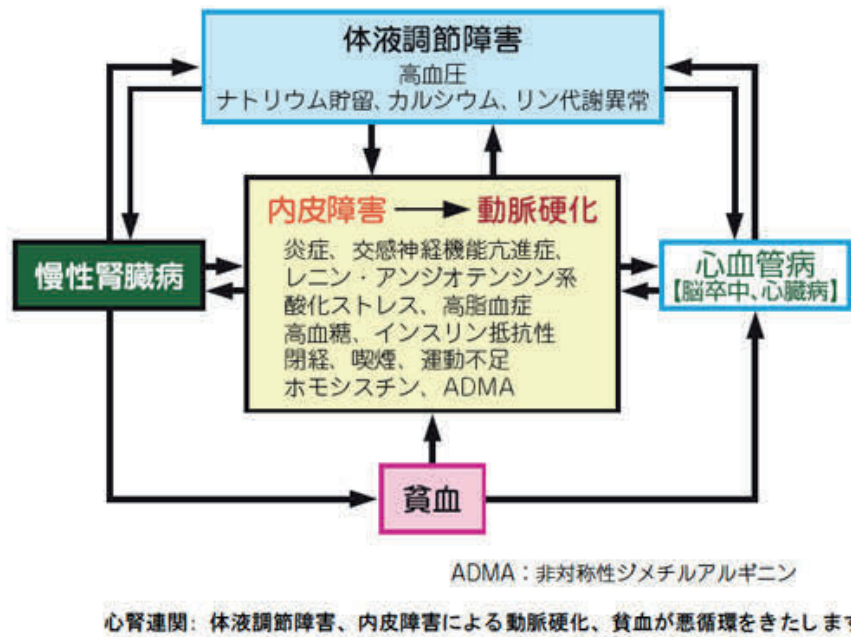 体液調節障害
高血圧
ナトリウム貯留、カルシウム、リン代謝異常
内皮障害 → 動脈硬化
炎症、交感神経機能亢進症、
レニン・アンジオテンシン系
酸化ストレス、高脂血症
高血糖、インスリン抵抗性
閉経、喫煙、運動不足
ホモシスチン、ADMA
慢性腎臓病
心血管病
【脳卒中、心臓病】
貧血
ADMA：非対称性ジメチルアルギニン
心腎連関: 体液調節障害、内皮障害による動脈硬化、貧血が悪循環をきたします